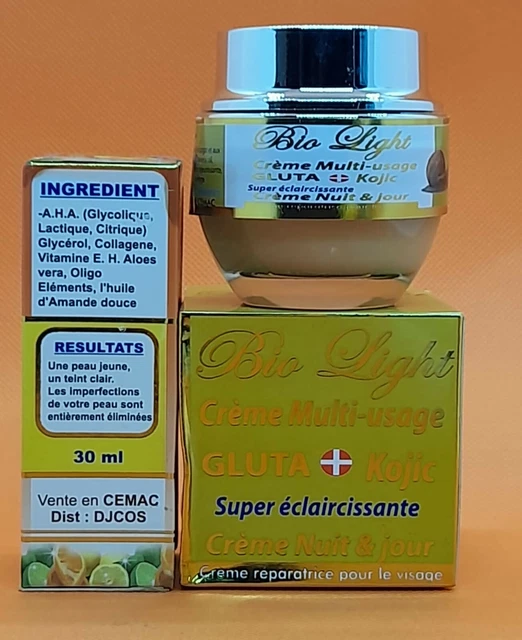 INGREDIENT
-A.H.A. (Glycolique,
Lactique, Citrique)
Glycérol, Collagene,
Vitamine E. H. Aloes
vera, Oligo
Eléments, l'huile
d'Amande douce
RESULTATS
Une peau jeune,
un teint clair.
Les imperfections
de votre peau sont
entièrement éliminées
30 ml
Vente en CEMAC
Dist : DJCOS
Bio Light
Crème Multi-usage
GLUTA Kojic
Super éclaircissante
Crème Nuit & jour
Bio Light
Crème Multi-usage
GLUTA Kojic
Super éclaircissante
Crème Nuit & jour
Creme reparatrice pour le visage